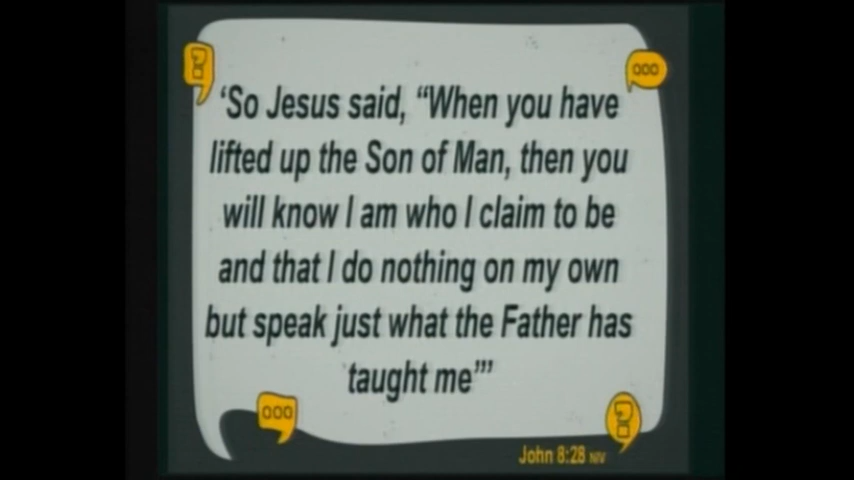 ‘So Jesus said, “When you have
lifted up the Son of Man, then you
will know I am who I claim to be
and that I do nothing on my own
but speak just what the Father has
taught me”’
John 8:28 NIV